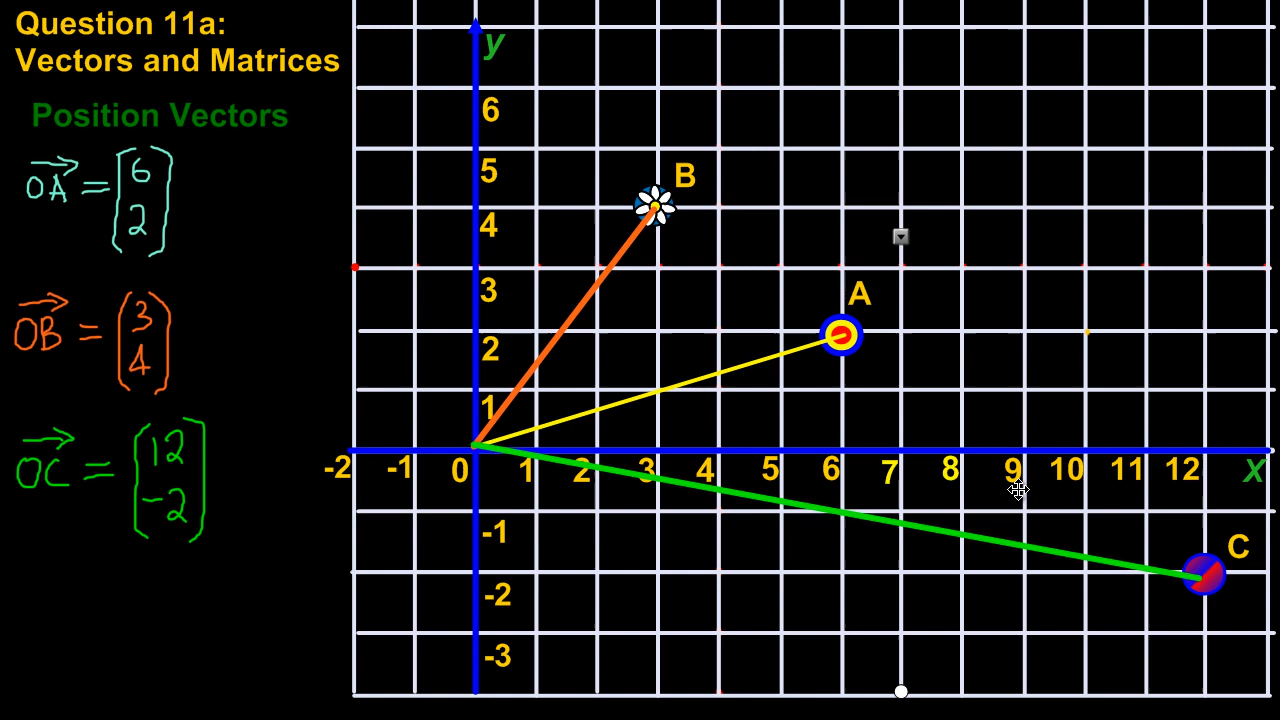 Question 11a:
Vectors and Matrices
Position Vectors
OA = (6
2)
OB = (3
4)
OC = (12
-2)
y
6
5
4
3
2
1
-2 -1 0 1 2 3 4 5 6 7 8 9 10 11 12 X
-1
-2
-3
B
A
C